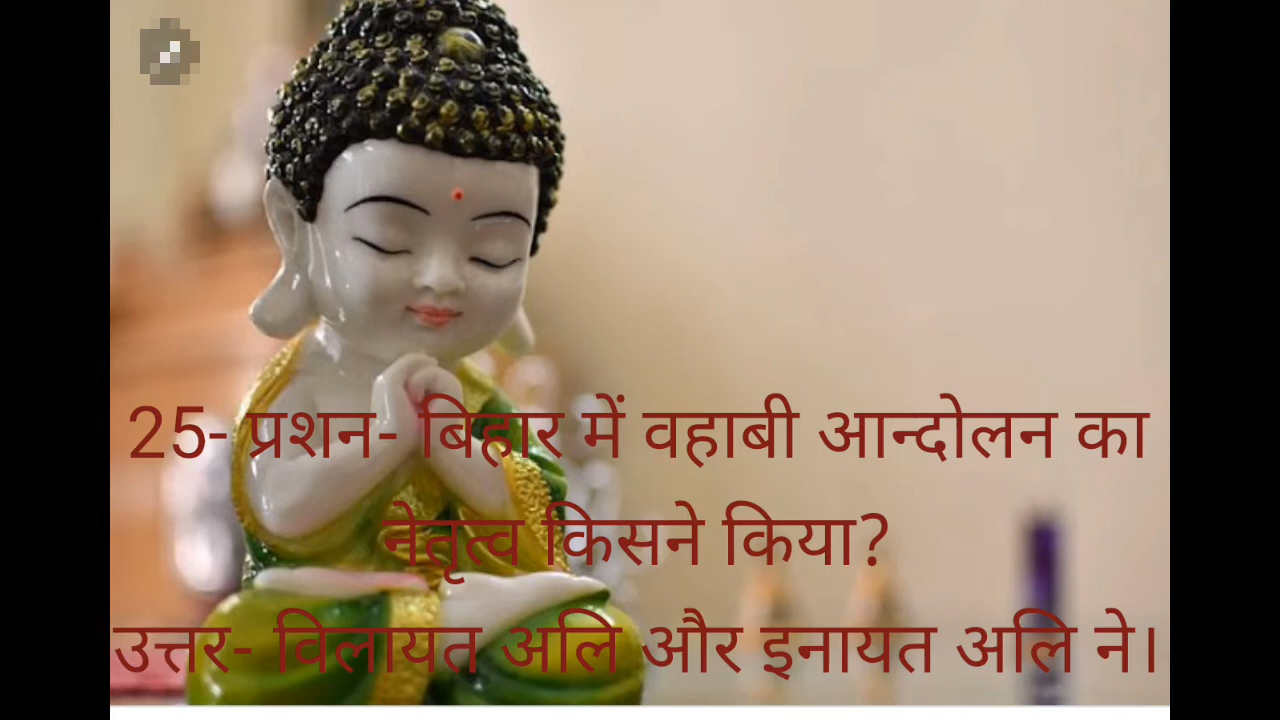 25- प्रशन- बिहार में वहाबी आन्दोलन का
नेतृत्व किसने किया?
उत्तर- विलायत अलि और इनायत अलि ने।